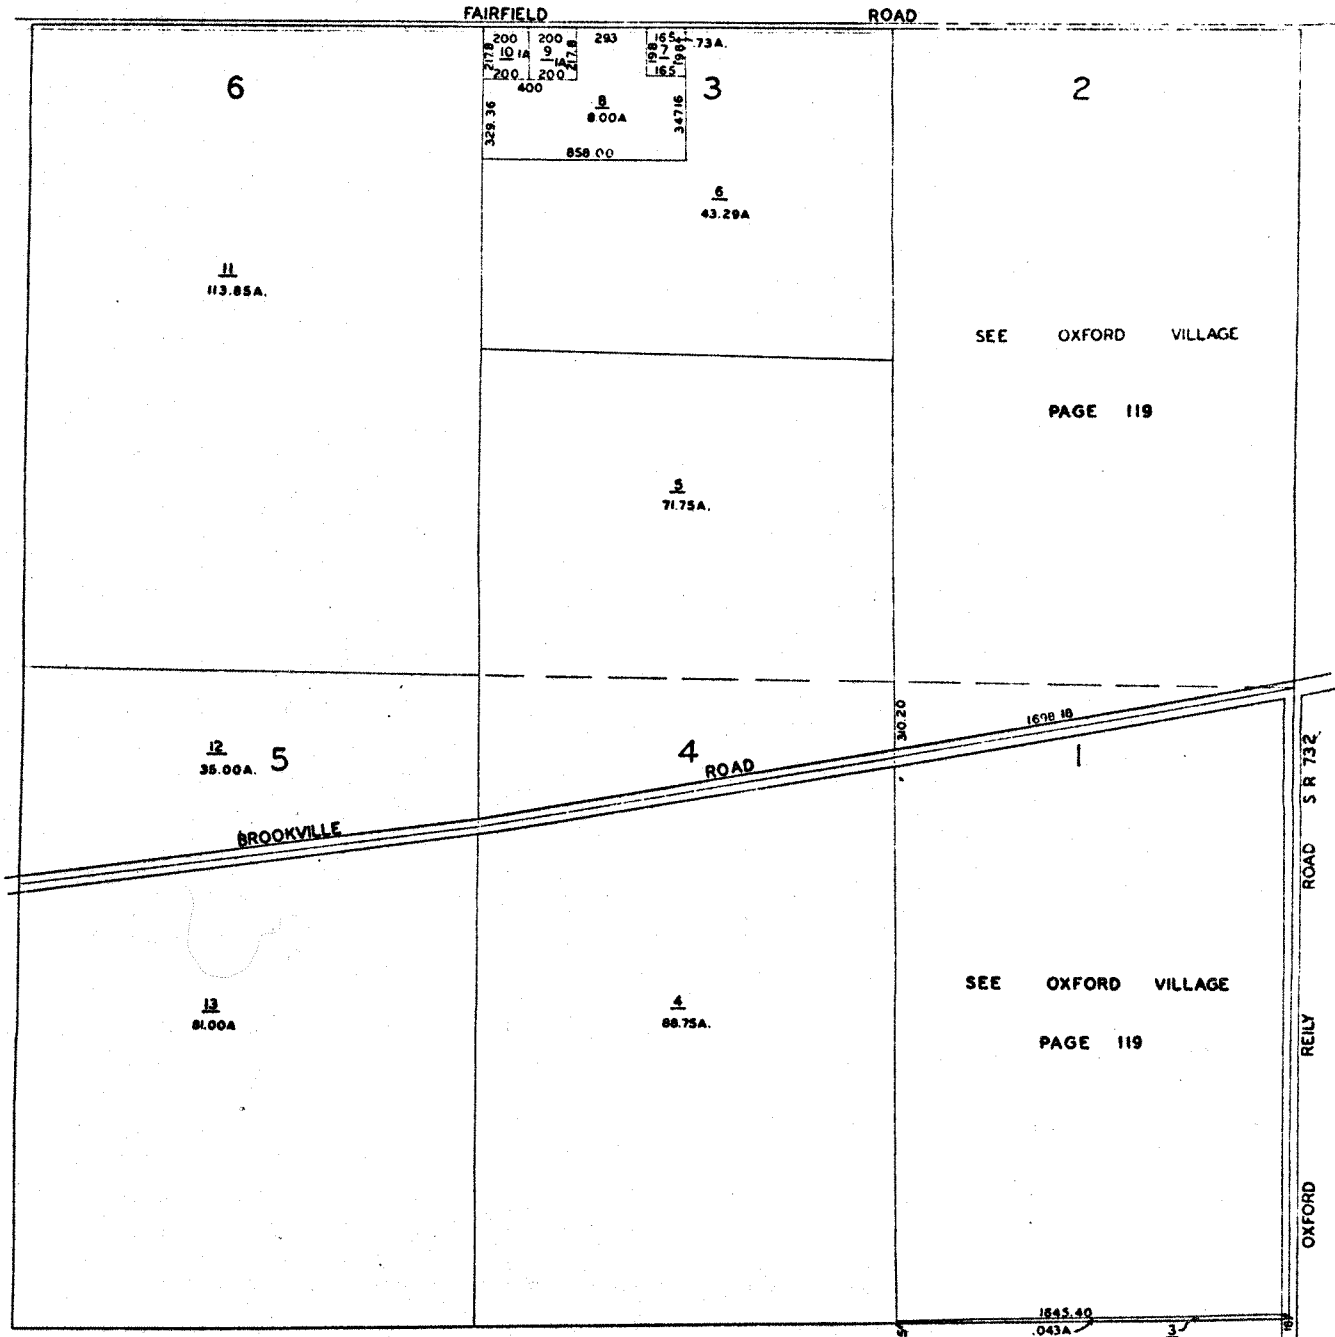 FAIRFIELD ROAD
200 200 293 165 .73A.
217.8 10 1A 9 1A 217.8 198 7 198
200 200 165
400
6 3 2
8
8.00A
329.36 347.16
858.00
6
43.29A
11
113.85A.
SEE OXFORD VILLAGE
PAGE 119
5
71.75A.
310.20
1698.18
12
35.00A.
5 4 1
ROAD
BROOKVILLE
OXFORD REILY ROAD S R 732
SEE OXFORD VILLAGE
PAGE 119
13
81.00A
4
88.75A.
1645.40
.043A 3